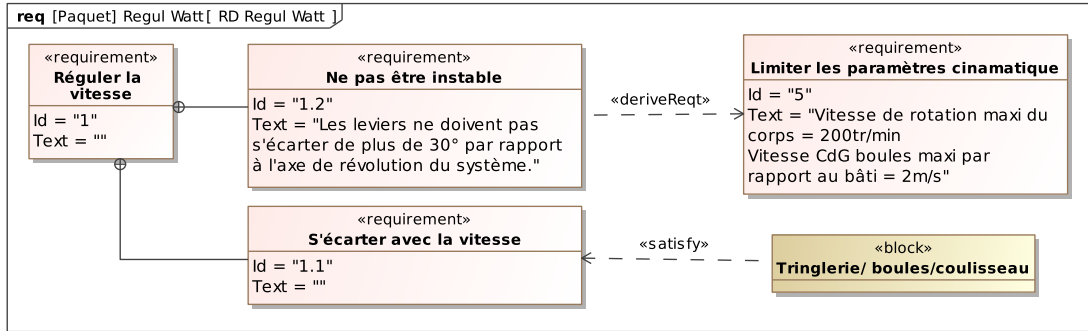 req [Paquet] Regul Watt[ RD Regul Watt ]
«requirement»
Réguler la
vitesse
Id = "1"
Text = ""
«requirement»
Ne pas être instable
Id = "1.2"
Text = "Les leviers ne doivent pas
s'écarter de plus de 30° par rapport
à l'axe de révolution du système."
«deriveReqt»
«requirement»
Limiter les paramètres cinamatique
Id = "5"
Text = "Vitesse de rotation maxi du
corps = 200tr/min
Vitesse CdG boules maxi par
rapport au bâti = 2m/s"
«requirement»
S'écarter avec la vitesse
Id = "1.1"
Text = ""
«satisfy»
«block»
Tringlerie/ boules/coulisseau